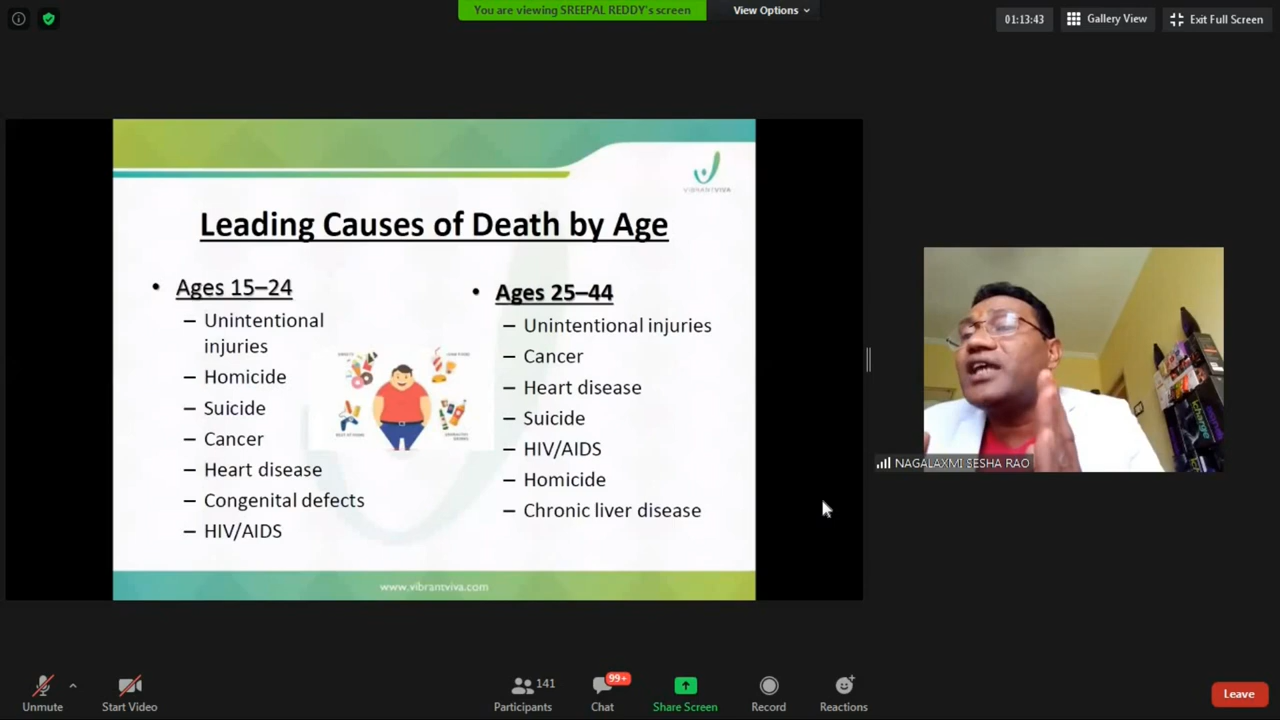 You are viewing SREEPAL REDDY's screen
View Options
01:13:43
Gallery View
Exit Full Screen
VIBRANTVIVA
Leading Causes of Death by Age
• Ages 15–24
– Unintentional
injuries
– Homicide
– Suicide
– Cancer
– Heart disease
– Congenital defects
– HIV/AIDS
• Ages 25–44
– Unintentional injuries
– Cancer
– Heart disease
– Suicide
– HIV/AIDS
– Homicide
– Chronic liver disease
www.vibrantviva.com
NAGALAXMI SESHA RAO
Unmute
Start Video
141
Participants
99+
Chat
Share Screen
Record
Reactions
Leave